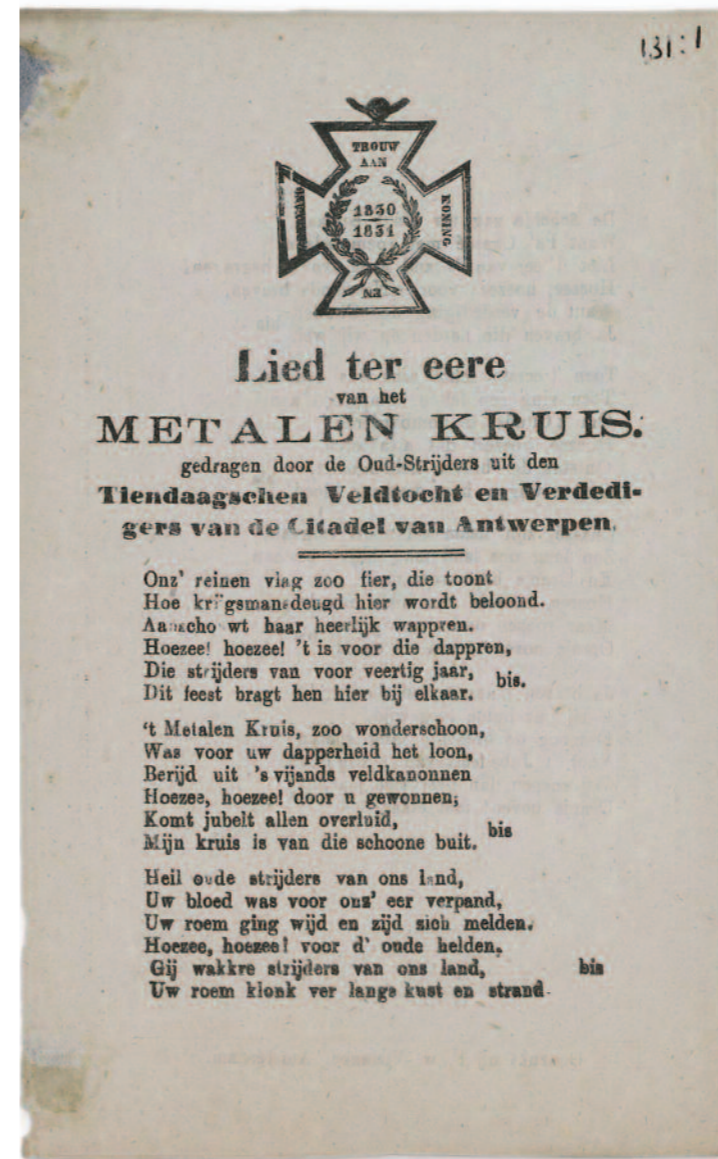 131:1
TROUW
AAN
KONING
1830
1831
EN
Lied ter eere
van het
METALEN KRUIS.
gedragen door de Oud-Strijders uit den
Tiendaagschen Veldtocht en Verdedi-
gers van de Citadel van Antwerpen.
Onz' reinen vlag zoo fier, die toont
Hoe krijgsmansdeugd hier wordt beloond.
Aanscho wt haar heerlijk wappren.
Hoezee! hoezee! 't is voor die dappren,
Die strijders van voor veertig jaar,
bis.
Dit feest bragt hen hier bij elkaar.
't Metalen Kruis, zoo wonderschoon,
Was voor uw dapperheid het loon,
Berijd uit 's vijands veldkanonnen
Hoezee, hoezee! door u gewonnen;
Komt jubelt allen overluid,
bis
Mijn kruis is van die schoone buit.
Heil oude strijders van ons land,
Uw bloed was voor onz' eer verpand,
Uw roem ging wijd en zijd sich melden.
Hoezee, hoezee! voor d' oude helden.
Gij wakkre strijders van ons land, bis
Uw roem klonk ver langs kust en strand.